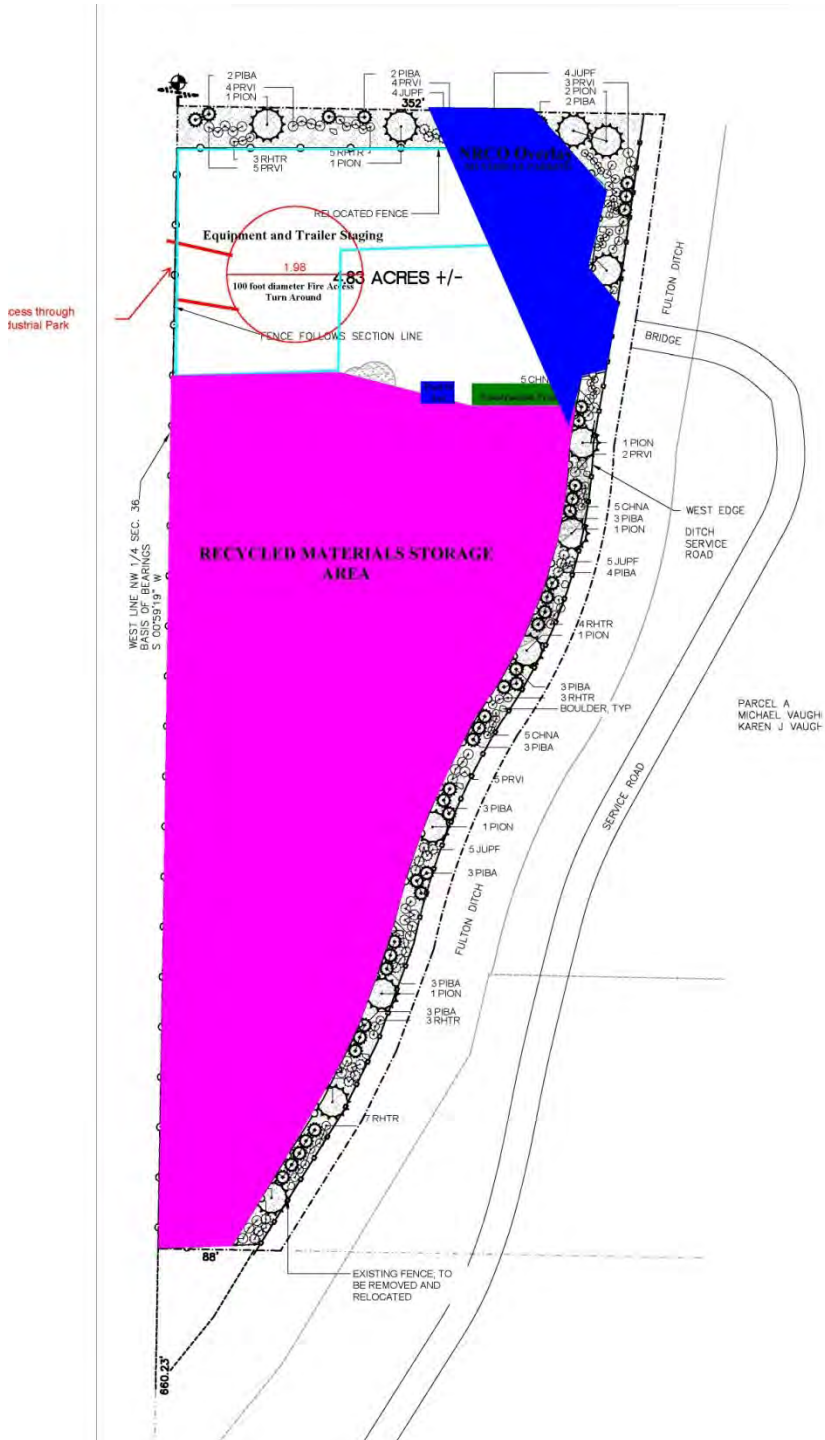 2 PIBA
4 PRVI
1 PION
2 PIBA
4 PRVI
4 JUPF
352'
4 JUPF
3 PRVI
2 PION
2 PIBA
3 RHTR
5 PRVI
5 RHTR
1 PION
NRCO Overlay
RELOCATED FENCE
Equipment and Trailer Staging
1.98
4.83 ACRES +/-
100 foot diameter Fire Access
Turn Around
cess through
dustrial Park
FENCE FOLLOWS SECTION LINE
FULTON DITCH
BRIDGE
5 CHNA
1 PION
2 PRVI
WEST LINE NW 1/4 SEC. 36
BASIS OF BEARINGS
S 00°59'19" W
RECYCLED MATERIALS STORAGE
AREA
5 CHNA
3 PIBA
1 PION
WEST EDGE
DITCH
SERVICE
ROAD
5 JUPF
4 PIBA
4 RHTR
1 PION
3 PIBA
3 RHTR
BOULDER, TYP
PARCEL A
MICHAEL VAUGH
KAREN J VAUGH
5 CHNA
3 PIBA
5 PRVI
SERVICE ROAD
3 PIBA
1 PION
5 JUPF
3 PIBA
FULTON DITCH
3 PIBA
1 PION
3 PIBA
3 RHTR
7 RHTR
88'
EXISTING FENCE, TO
BE REMOVED AND
RELOCATED
660.23'